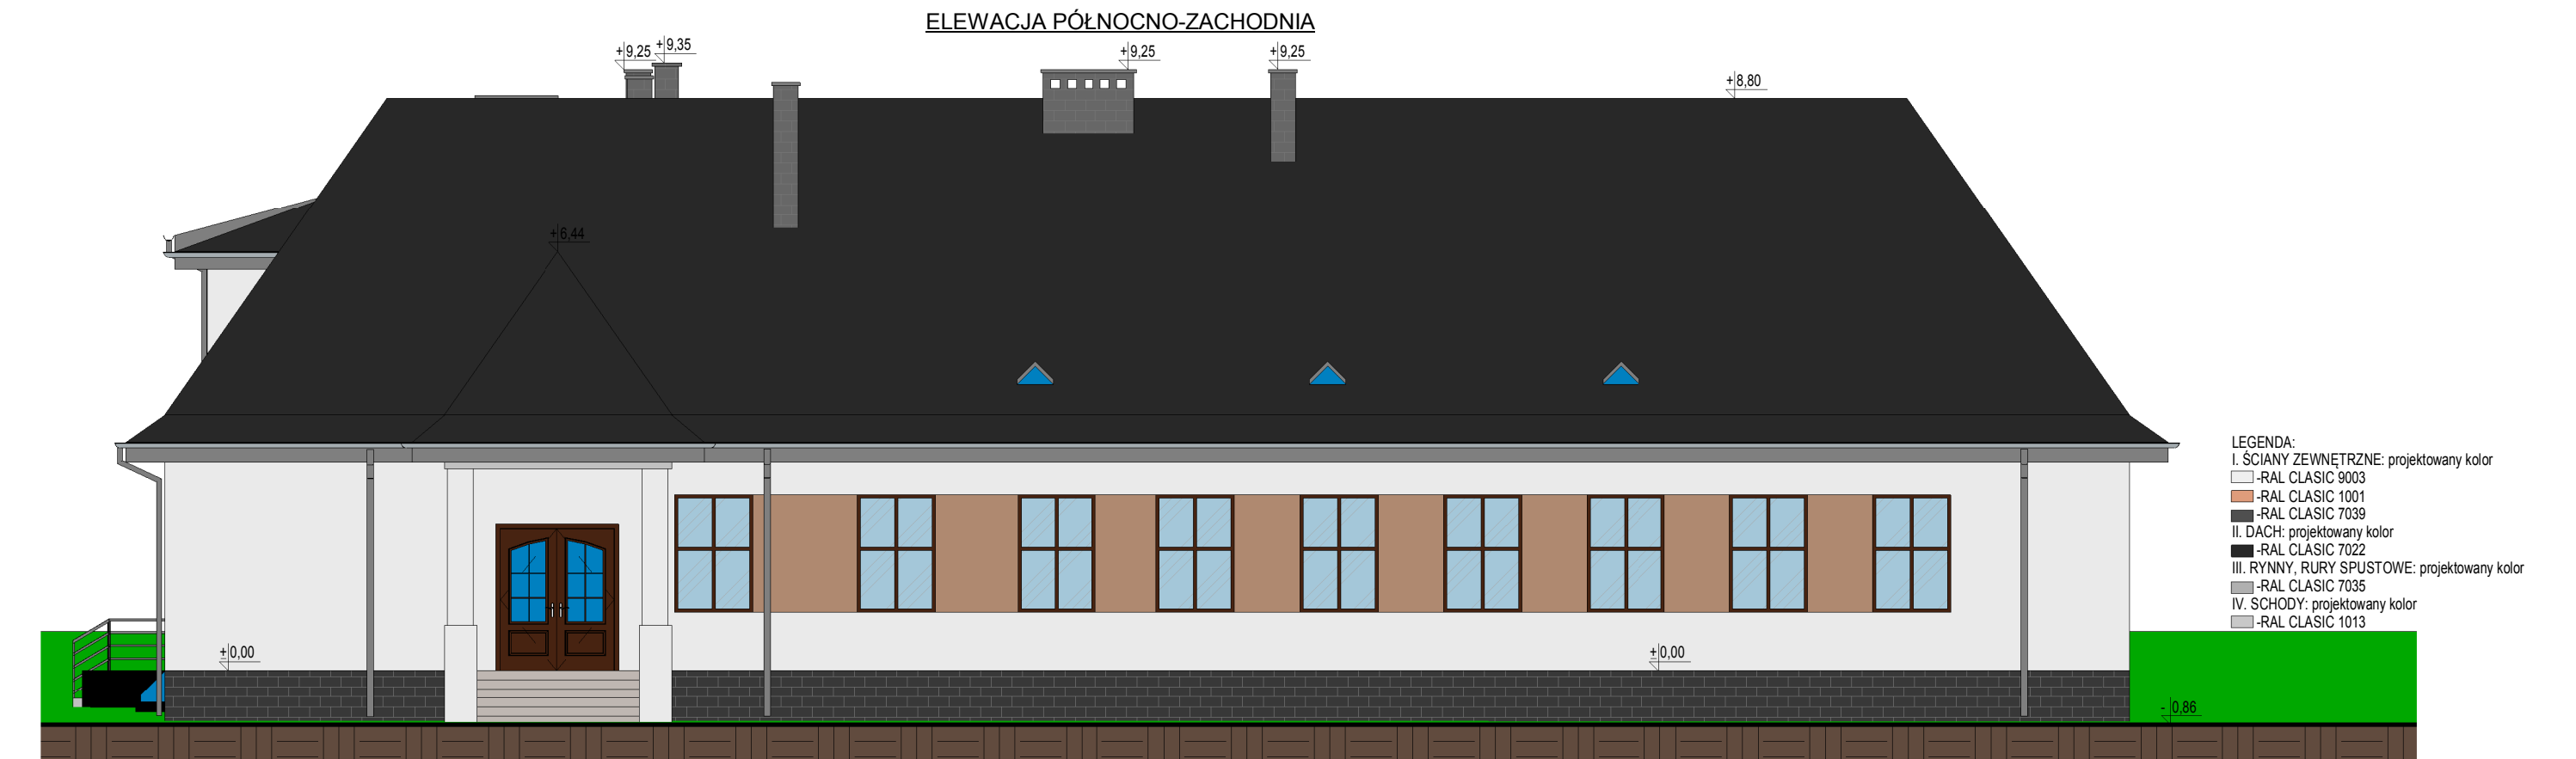 ELEWACJA PÓŁNOCNO-ZACHODNIA
+9,25
+9,35
+9,25
+9,25
+8,80
+6,44
LEGENDA:
I. ŚCIANY ZEWNĘTRZNE: projektowany kolor
-RAL CLASIC 9003
-RAL CLASIC 1001
-RAL CLASIC 7039
II. DACH: projektowany kolor
-RAL CLASIC 7022
III. RYNNY, RURY SPUSTOWE: projektowany kolor
-RAL CLASIC 7035
IV. SCHODY: projektowany kolor
-RAL CLASIC 1013
±0,00
±0,00
-0,86